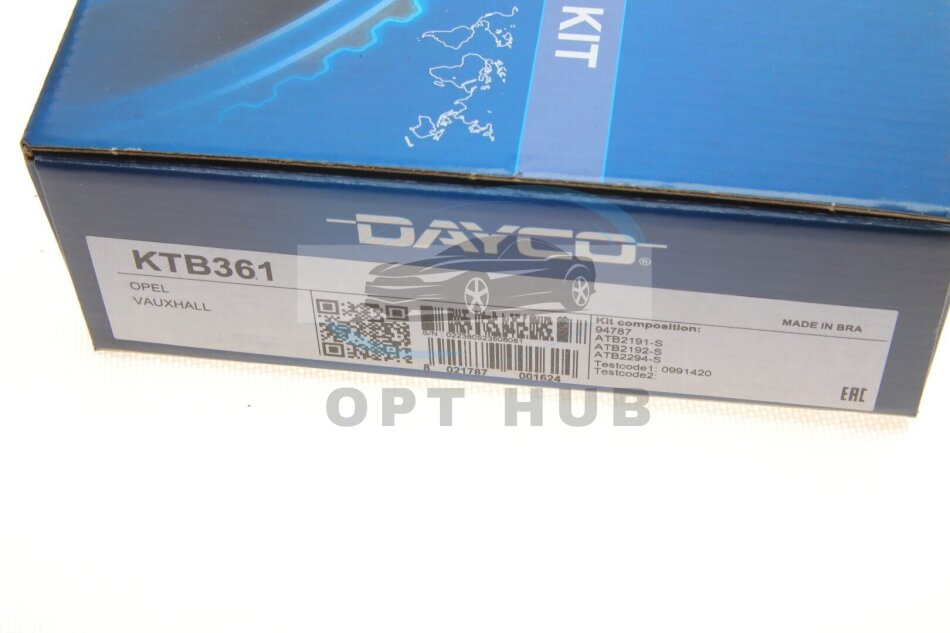 KIT
DAYCO®
KTB361
OPEL
VAUXHALL
Kit composition:
94787
ATB2191-S
ATB2192-S
ATB2294-S
Testcode1: 0991420
Testcode2:
MADE IN BRA
8 021787 001624
EAC
OPT HUB